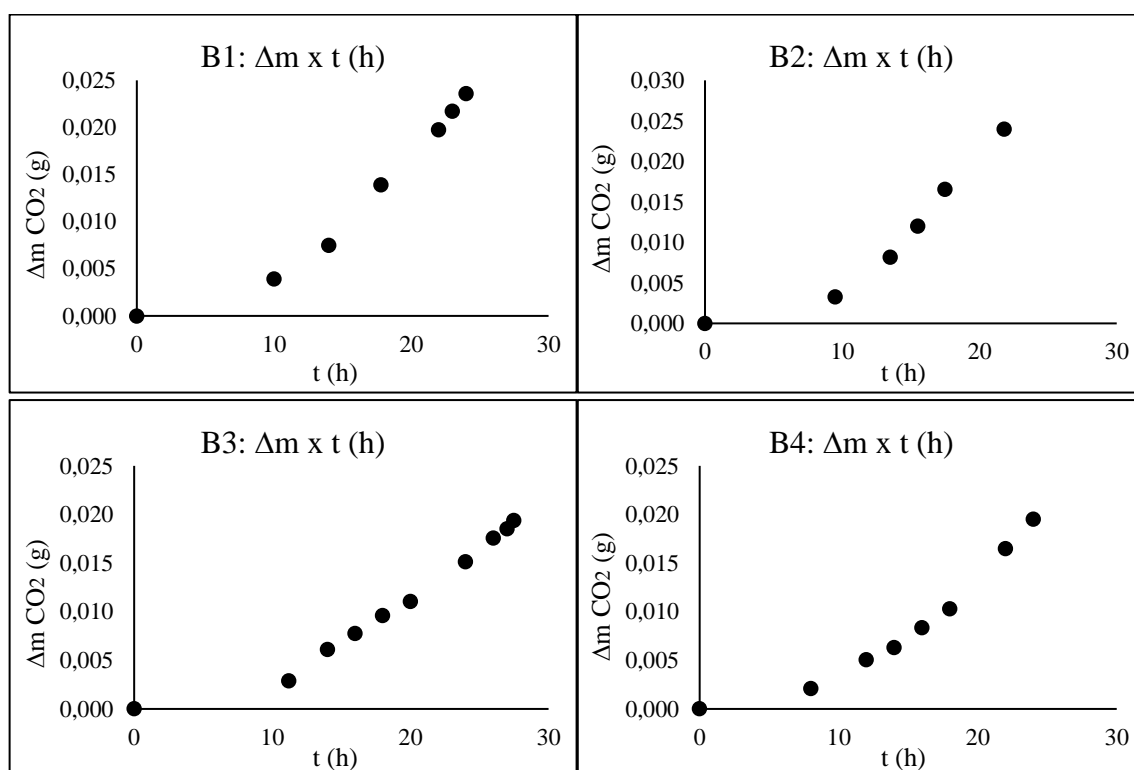 B1: Δm x t (h)
Δm CO2 (g)
0,025
0,020
0,015
0,010
0,005
0,000
0 10 20 30
t (h)
B2: Δm x t (h)
Δm CO2 (g)
0,030
0,025
0,020
0,015
0,010
0,005
0,000
0 10 20 30
t (h)
B3: Δm x t (h)
Δm CO2 (g)
0,025
0,020
0,015
0,010
0,005
0,000
0 10 20 30
t (h)
B4: Δm x t (h)
Δm CO2 (g)
0,025
0,020
0,015
0,010
0,005
0,000
0 10 20 30
t (h)